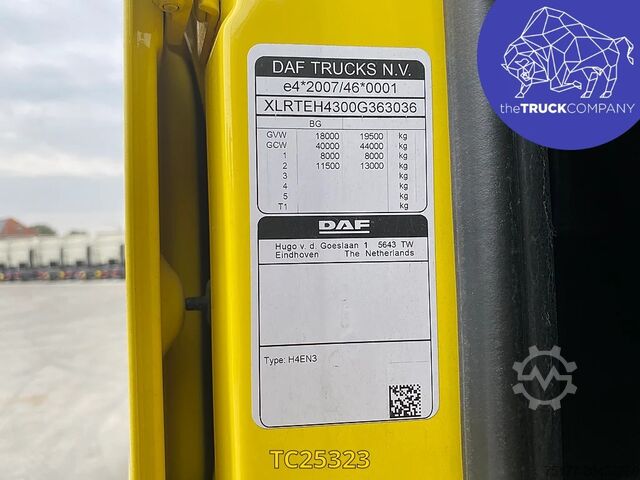 DAF TRUCKS N.V.
e4*2007/46*0001
XLRTEH4300G363036
BG
GVW 18000 19500 kg
GCW 40000 44000 kg
1 8000 8000 kg
2 11500 13000 kg
3 kg
4 kg
5 kg
T1 kg
DAF
Hugo v. d. Goeslaan 1 5643 TW
Eindhoven The Netherlands
Type: H4EN3
theTRUCKCOMPANY
TC25323